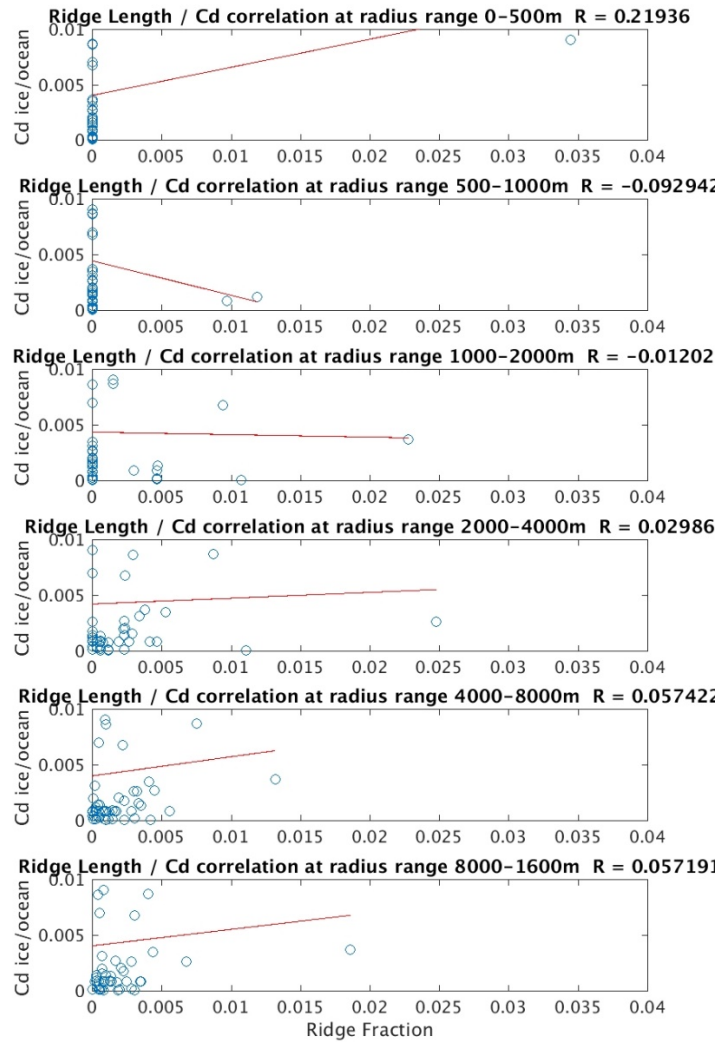 Ridge Length / Cd correlation at radius range 0-500m R = 0.21936
0.01
0.005
0
Cd ice/ocean
0 0.005 0.01 0.015 0.02 0.025 0.03 0.035 0.04
Ridge Length / Cd correlation at radius range 500-1000m R = -0.092942
0.01
0.005
0
Cd ice/ocean
0 0.005 0.01 0.015 0.02 0.025 0.03 0.035 0.04
Ridge Length / Cd correlation at radius range 1000-2000m R = -0.01202
0.01
0.005
0
Cd ice/ocean
0 0.005 0.01 0.015 0.02 0.025 0.03 0.035 0.04
Ridge Length / Cd correlation at radius range 2000-4000m R = 0.02986
0.01
0.005
0
Cd ice/ocean
0 0.005 0.01 0.015 0.02 0.025 0.03 0.035 0.04
Ridge Length / Cd correlation at radius range 4000-8000m R = 0.057422
0.01
0.005
0
Cd ice/ocean
0 0.005 0.01 0.015 0.02 0.025 0.03 0.035 0.04
Ridge Length / Cd correlation at radius range 8000-1600m R = 0.057191
0.01
0.005
0
Cd ice/ocean
0 0.005 0.01 0.015 0.02 0.025 0.03 0.035 0.04
Ridge Fraction